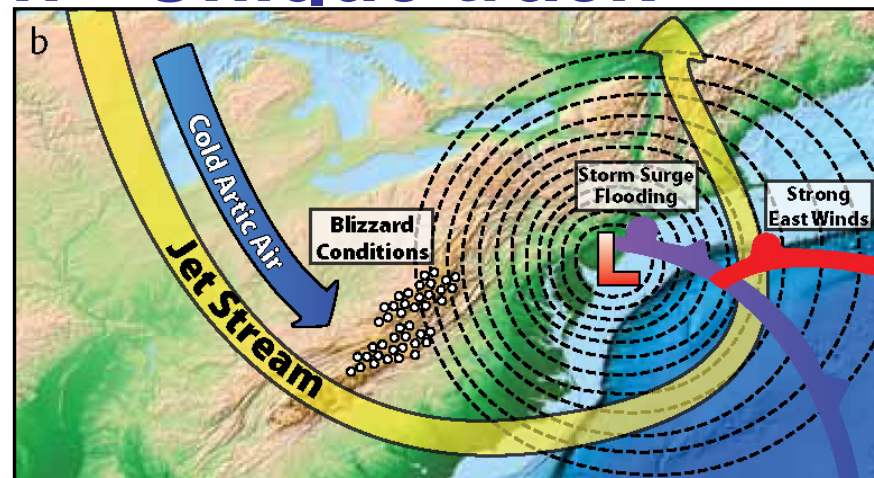 b
Cold Artic Air
Jet Stream
Blizzard
Conditions
Storm Surge
Flooding
Strong
East Winds
L